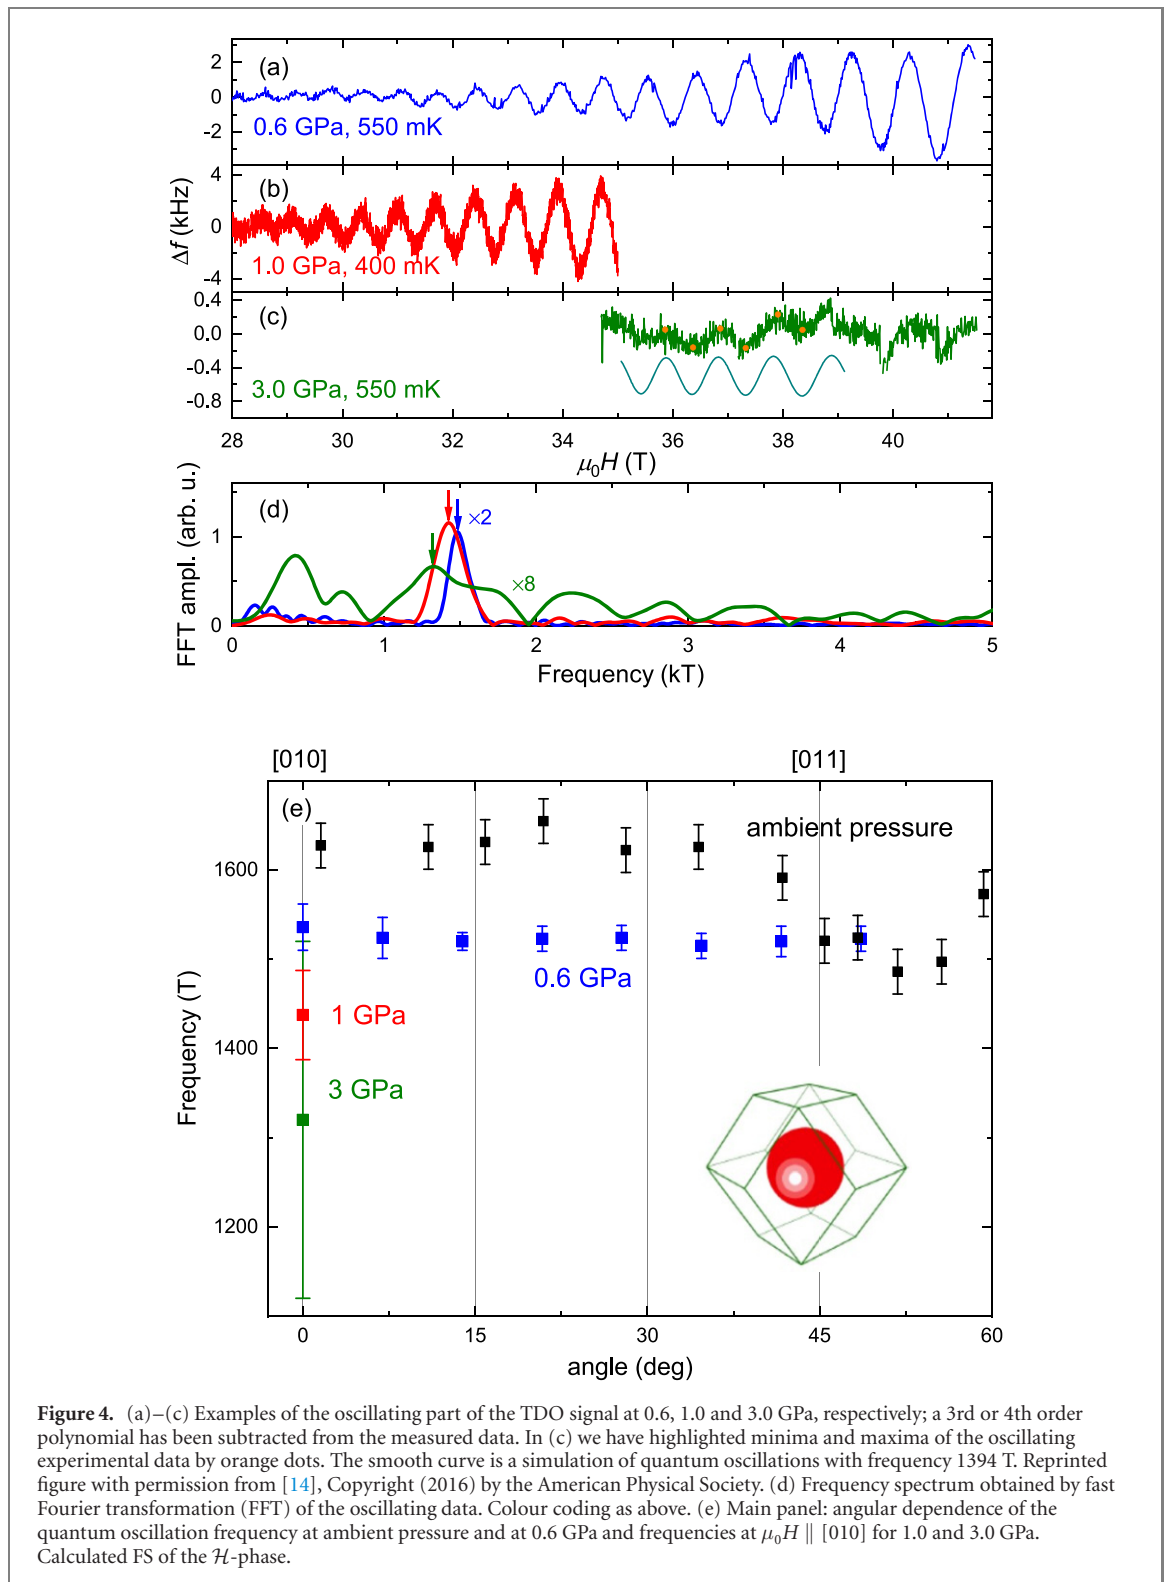 (a)
2
0
-2
0.6 GPa, 550 mK
(b)
4
0
-4
Δf (kHz)
1.0 GPa, 400 mK
(c)
0.4
0.0
-0.4
-0.8
3.0 GPa, 550 mK
28 30 32 34 36 38 40
μ₀H (T)
(d)
FFT ampl. (arb. u.)
1
0
×2
×8
0 1 2 3 4 5
Frequency (kT)
[010] [011]
(e)
ambient pressure
1600
1400
1200
Frequency (T)
0.6 GPa
1 GPa
3 GPa
0 15 30 45 60
angle (deg)
Figure 4. (a)–(c) Examples of the oscillating part of the TDO signal at 0.6, 1.0 and 3.0 GPa, respectively; a 3rd or 4th order
polynomial has been subtracted from the measured data. In (c) we have highlighted minima and maxima of the oscillating
experimental data by orange dots. The smooth curve is a simulation of quantum oscillations with frequency 1394 T. Reprinted
figure with permission from [14], Copyright (2016) by the American Physical Society. (d) Frequency spectrum obtained by fast
Fourier transformation (FFT) of the oscillating data. Colour coding as above. (e) Main panel: angular dependence of the
quantum oscillation frequency at ambient pressure and at 0.6 GPa and frequencies at μ₀H ∥ [010] for 1.0 and 3.0 GPa.
Calculated FS of the ℋ-phase.